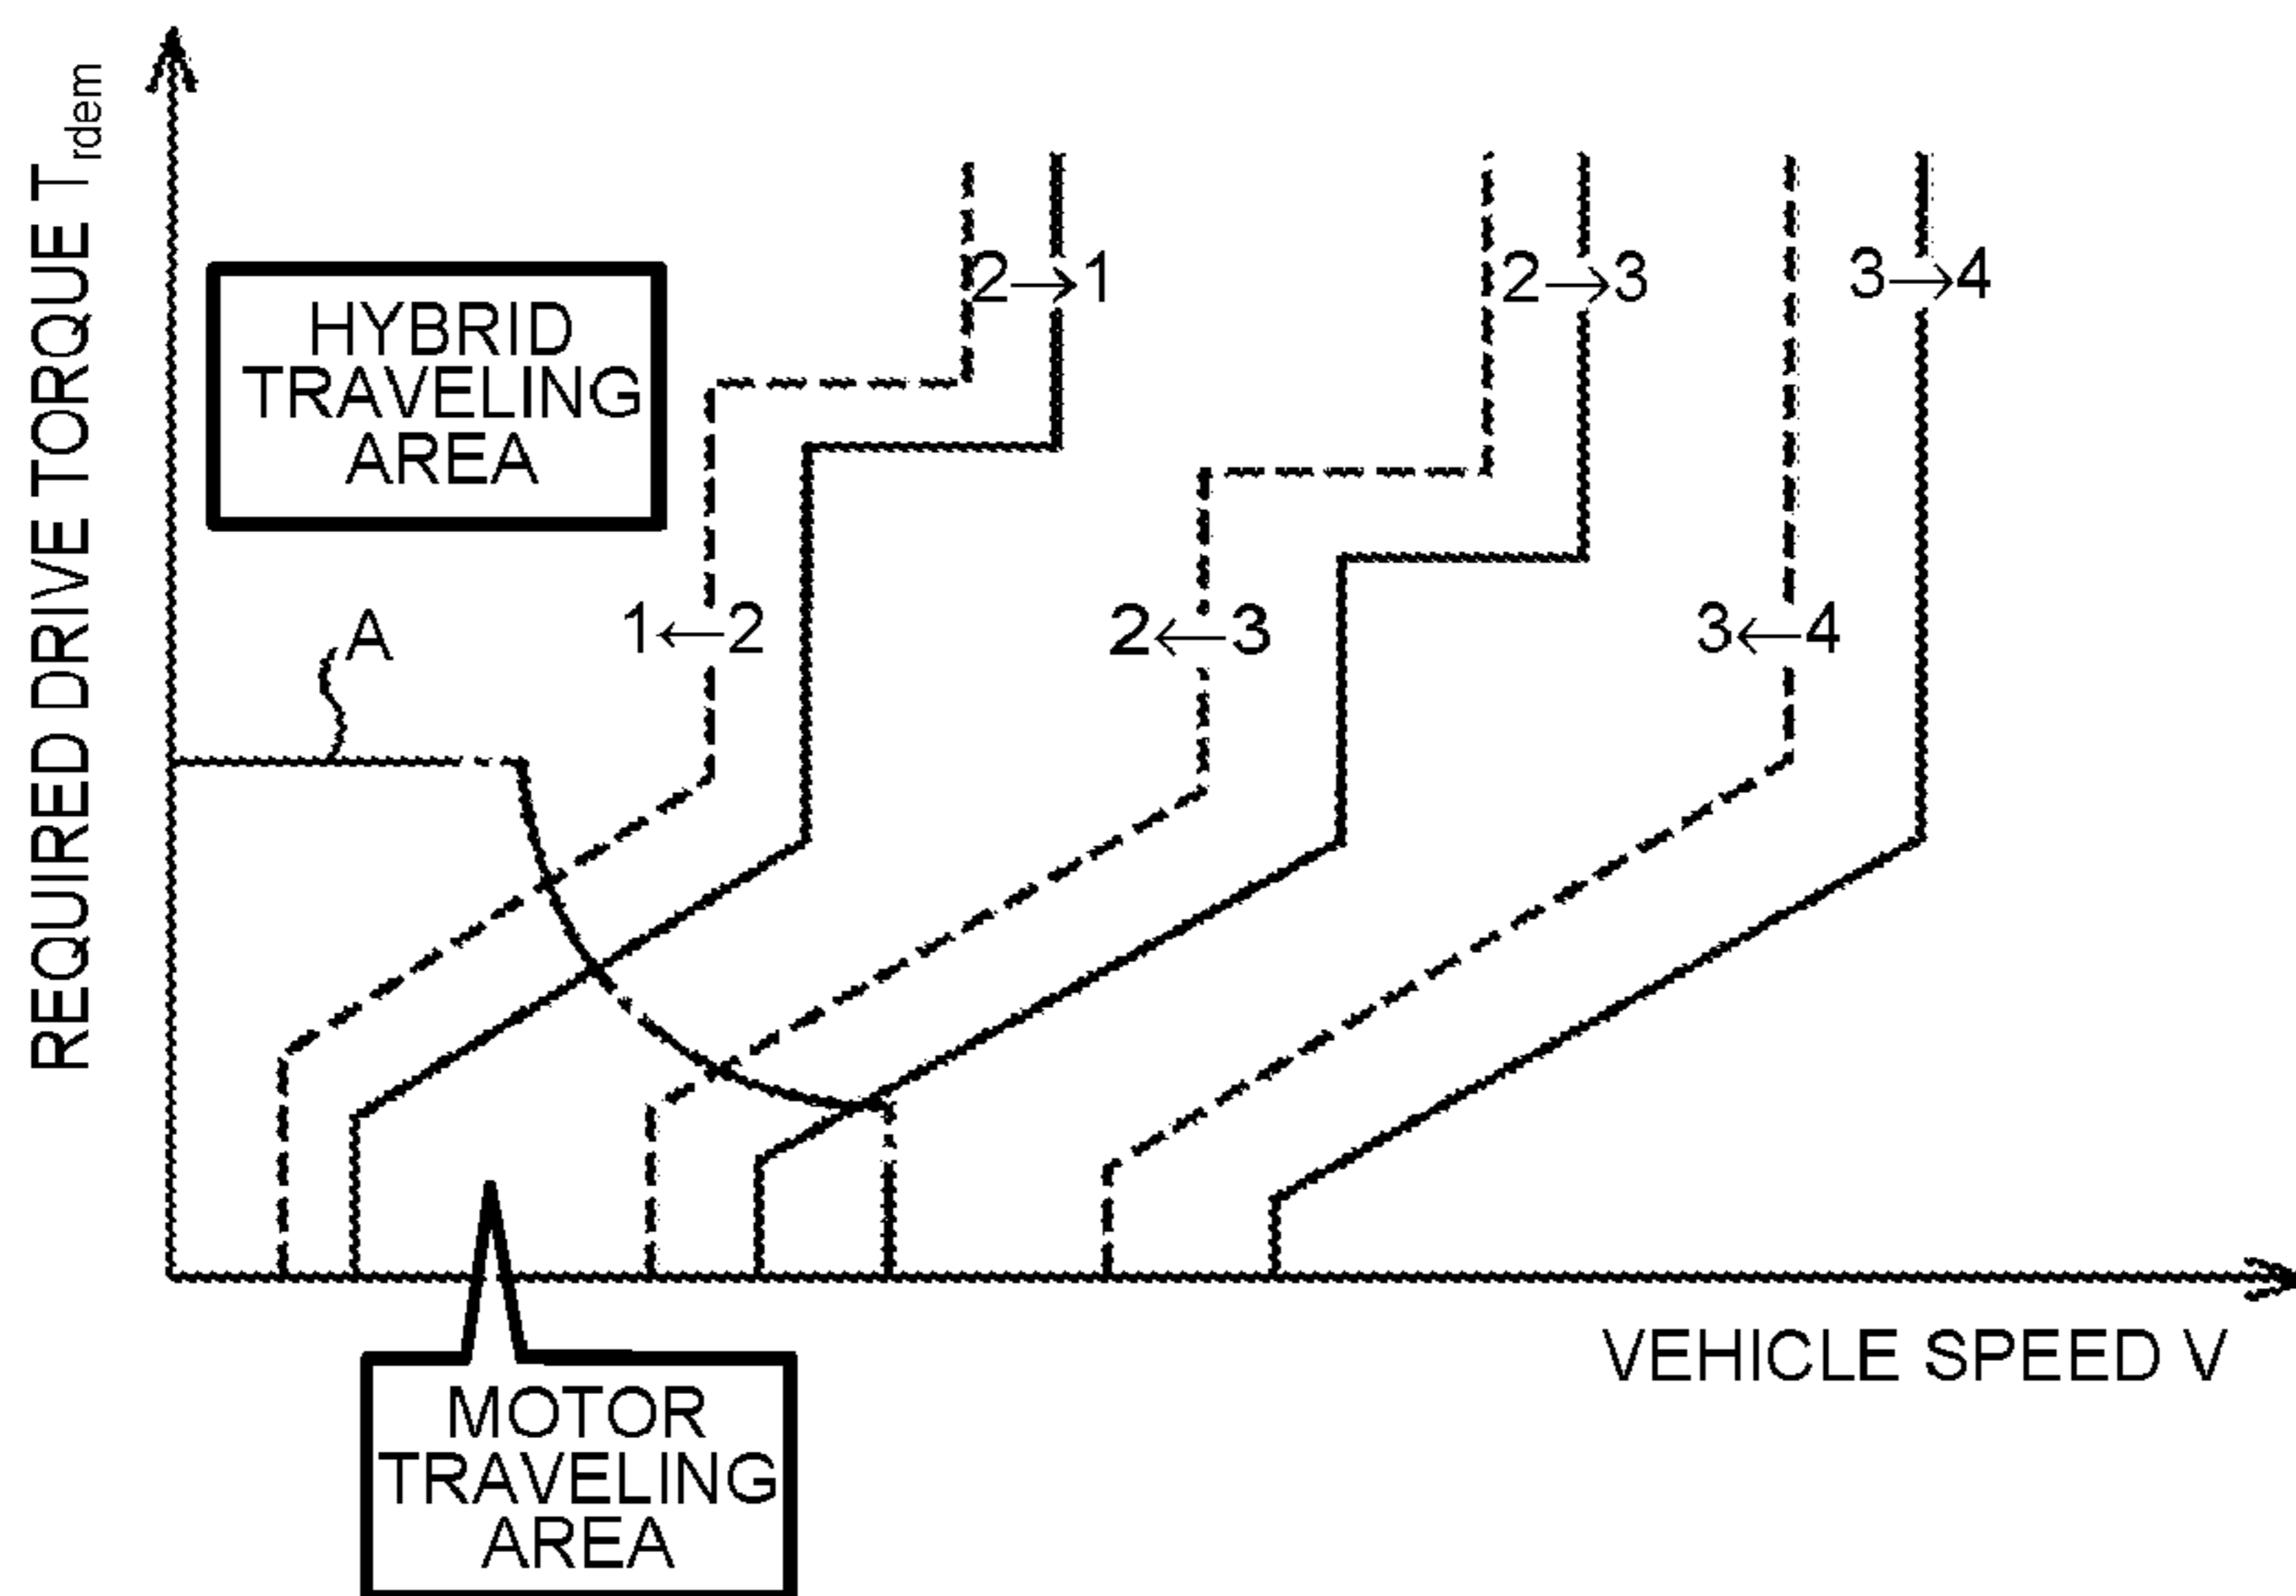 REQUIRED DRIVE TORQUE Trdem
2→1
2→3
3→4
HYBRID
TRAVELING
AREA
A
1←2
2←3
3←4
VEHICLE SPEED V
MOTOR
TRAVELING
AREA